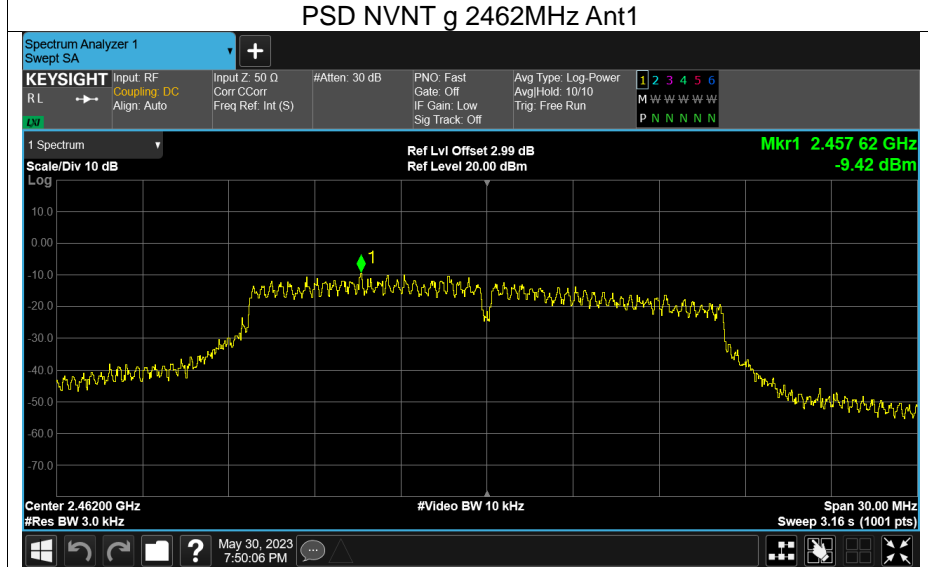 PSD NVNT g 2462MHz Ant1
Spectrum Analyzer 1
Swept SA
+
KEYSIGHT
R L
LXI
Input: RF
Coupling: DC
Align: Auto
Input Z: 50 Ω
Corr CCorr
Freq Ref: Int (S)
#Atten: 30 dB
PNO: Fast
Gate: Off
IF Gain: Low
Sig Track: Off
Avg Type: Log-Power
Avg|Hold: 10/10
Trig: Free Run
1 2 3 4 5 6
M W W W W W
P N N N N N
1 Spectrum
Scale/Div 10 dB
Ref Lvl Offset 2.99 dB
Ref Level 20.00 dBm
Mkr1 2.457 62 GHz
-9.42 dBm
Log
10.0
0.00
-10.0
-20.0
-30.0
-40.0
-50.0
-60.0
-70.0
1
Center 2.46200 GHz
#Res BW 3.0 kHz
#Video BW 10 kHz
Span 30.00 MHz
Sweep 3.16 s (1001 pts)
?
May 30, 2023
7:50:06 PM